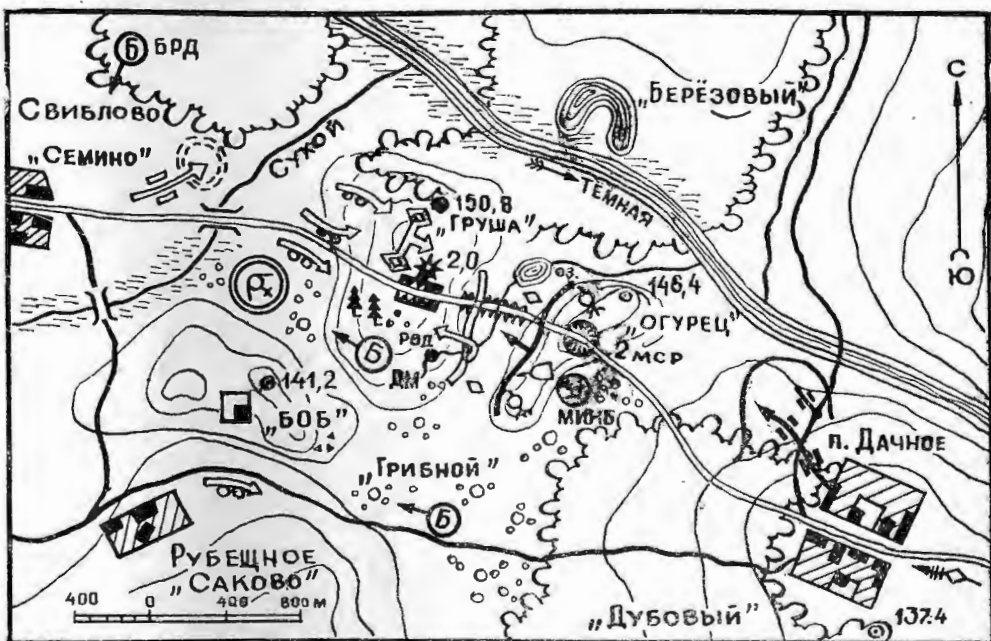 Б БРД
СВИБЛОВО
„СЕМИНО"
СУХОЙ
„БЕРЁЗОВЫЙ"
С
Ю
ТЁМНАЯ
150,8
„ГРУША"
2,0
оз.
146,4
„ОГУРЕЦ"
2 МСР
МИНБ
Б
РВД
ДМ
141,2
„БОБ"
„ГРИБНОЙ"
Б
П. ДАЧНОЕ
РУБЕЩНОЕ
„САКОВО"
400 0 400 800 М
„ДУБОВЫЙ"
137.4